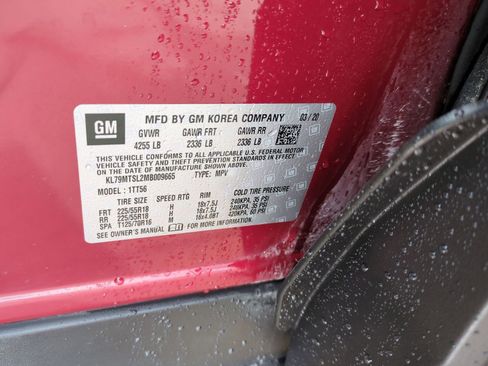 GM
MFD BY GM KOREA COMPANY 03/20
GVWR GAWR FRT GAWR RR
4255 LB 2336 LB 2336 LB
THIS VEHICLE CONFORMS TO ALL APPLICABLE U.S. FEDERAL MOTOR
VEHICLE SAFETY, BUMPER, AND THEFT PREVENTION STANDARDS IN EFFECT
ON THE DATE OF MANUFACTURE SHOWN ABOVE.
KL79MTSL2MB009665 TYPE: MPV
MODEL: 1TT56
TIRE SIZE SPEED RTG RIM COLD TIRE PRESSURE
FRT 225/55R18 H 18x7.5J 240KPA, 35 PSI
RR 225/55R18 H 18x7.5J 240KPA, 35 PSI
SPA T125/70R16 M 16x4.0BT 420KPA, 60 PSI
SEE OWNER'S MANUAL FOR MORE INFORMATION.